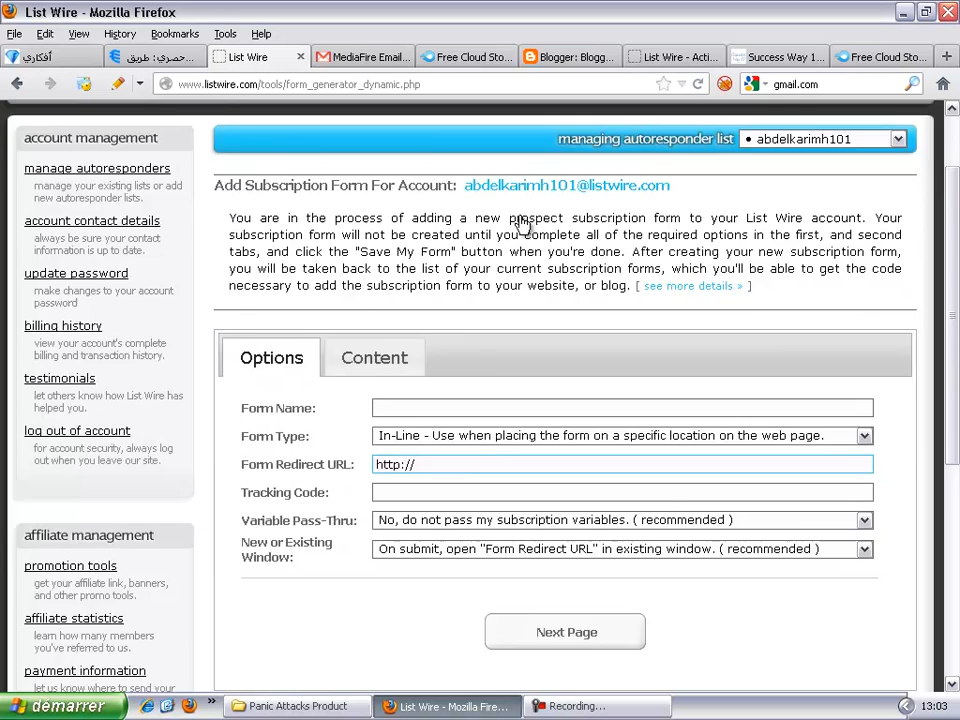 List Wire - Mozilla Firefox
File Edit View History Bookmarks Tools Help
أفكاري
حصري: طريق...
List Wire
MediaFire Email...
Free Cloud Sto...
Blogger: Blogg...
List Wire - Acti...
Success Way 1...
Free Cloud Sto...
www.listwire.com/tools/form_generator_dynamic.php
gmail.com
account management
manage autoresponders
manage your existing lists or add
new autoresponders.
account contact details
always be sure your contact
information is up to date.
update password
make changes to your account
password
billing history
view your account's complete
billing and transaction history.
testimonials
let others know how List Wire has
helped you.
log out of account
for account security, always log
out when you leave our site.
affiliate management
promotion tools
get your affiliate link, banners,
and other promo tools.
affiliate statistics
learn how many members
you've referred to us.
payment information
let us know where to send your
managing autoresponder list • abdelkarimh101
Add Subscription Form For Account: abdelkarimh101@listwire.com
You are in the process of adding a new prospect subscription form to your List Wire account. Your
subscription form will not be created until you complete all of the required options in the first, and second
tabs, and click the "Save My Form" button when you're done. After creating your new subscription form,
you will be taken back to the list of your current subscription forms, which you'll be able to get the code
necessary to add the subscription form to your website, or blog. [ see more details » ]
Options Content
Form Name:
Form Type: In-Line - Use when placing the form on a specific location on the web page.
Form Redirect URL: http://
Tracking Code:
Variable Pass-Thru: No, do not pass my subscription variables. ( recommended )
New or Existing
Window: On submit, open "Form Redirect URL" in existing window. ( recommended )
Next Page
démarrer
Panic Attacks Product
List Wire - Mozilla Fire...
Recording...
13:03